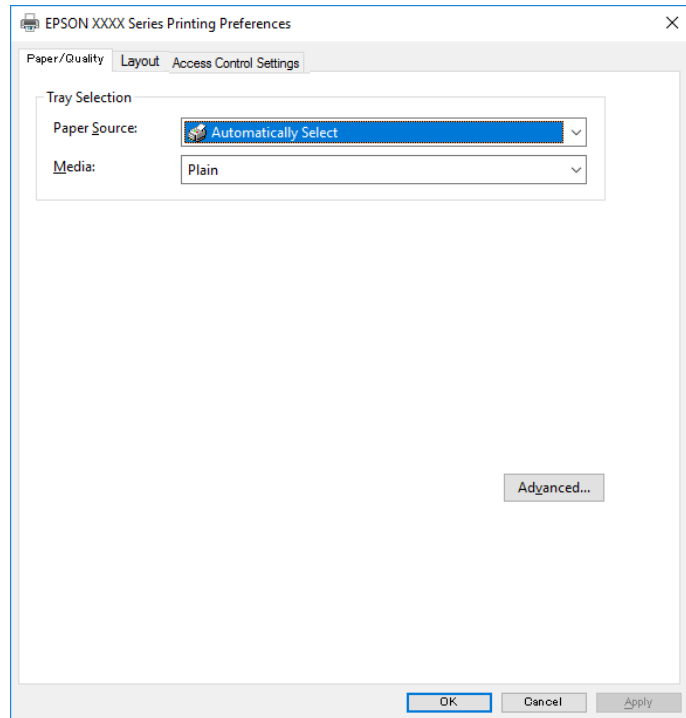 EPSON XXXX Series Printing Preferences
Paper/Quality Layout Access Control Settings
Tray Selection
Paper Source: Automatically Select
Media: Plain
Advanced...
OK Cancel Apply